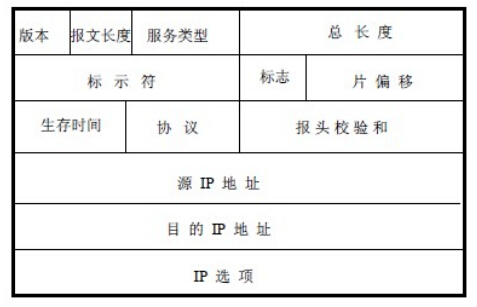 版本 报文长度 服务类型 总 长 度
标 示 符 标志 片 偏 移
生存时间 协 议 报 头 校 验 和
源 IP 地 址
目 的 IP 地 址
IP 选 项